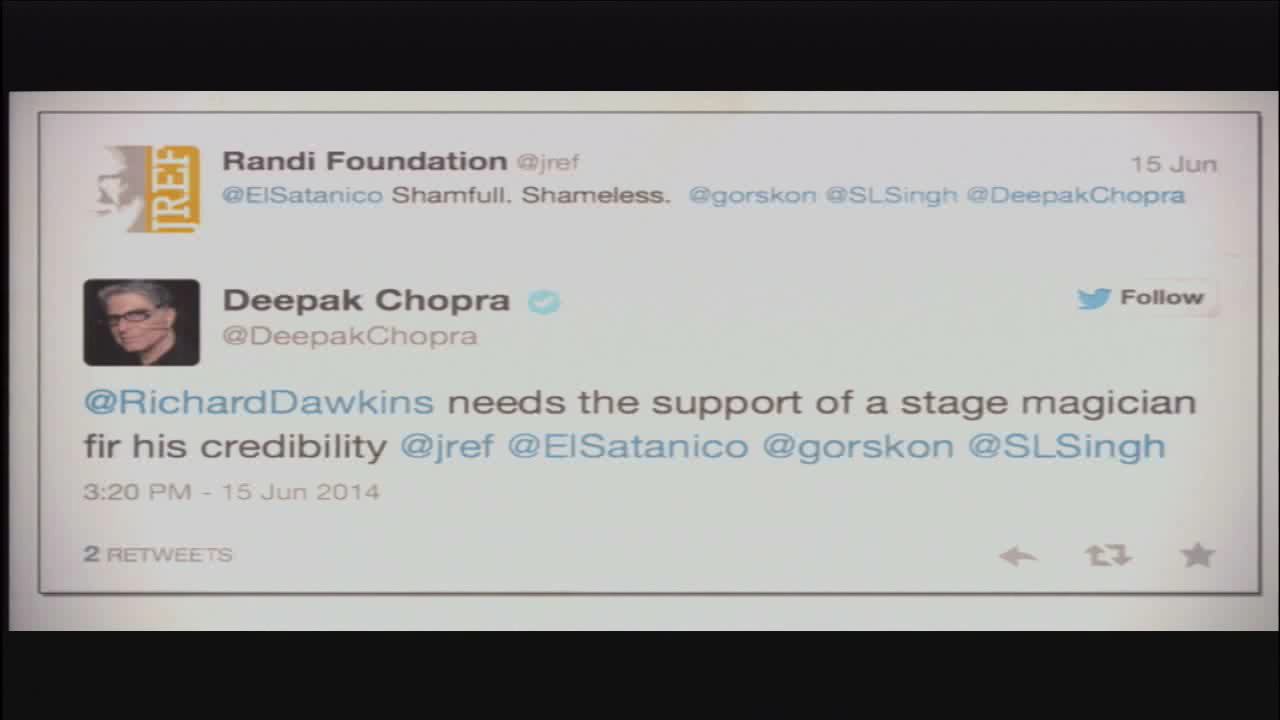 JREF
Randi Foundation @jref
15 Jun
@ElSatanico Shamfull. Shameless. @gorskon @SLSingh @DeepakChopra
Deepak Chopra
Follow
@DeepakChopra
@RichardDawkins needs the support of a stage magician
fir his credibility @jref @ElSatanico @gorskon @SLSingh
3:20 PM - 15 Jun 2014
2 RETWEETS